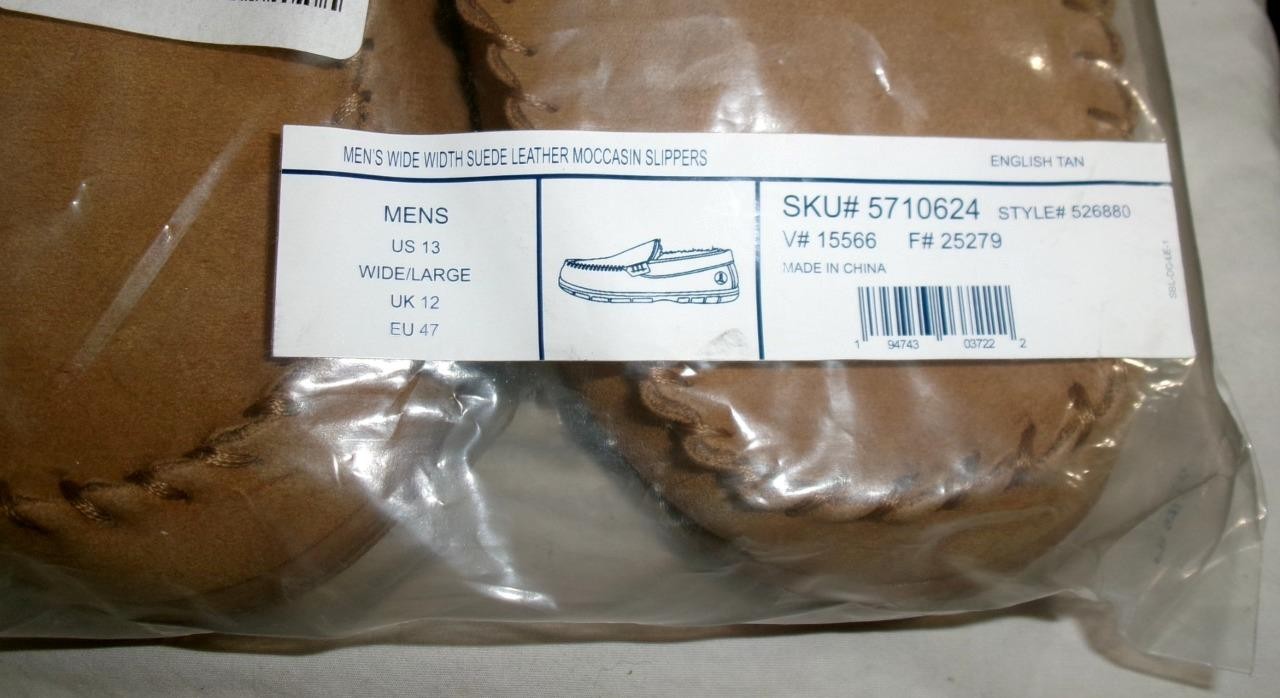 MEN'S WIDE WIDTH SUEDE LEATHER MOCCASIN SLIPPERS
ENGLISH TAN
MENS
US 13
WIDE/LARGE
UK 12
EU 47
SKU# 5710624 STYLE# 526880
V# 15566 F# 25279
MADE IN CHINA
1 94743 03722 2